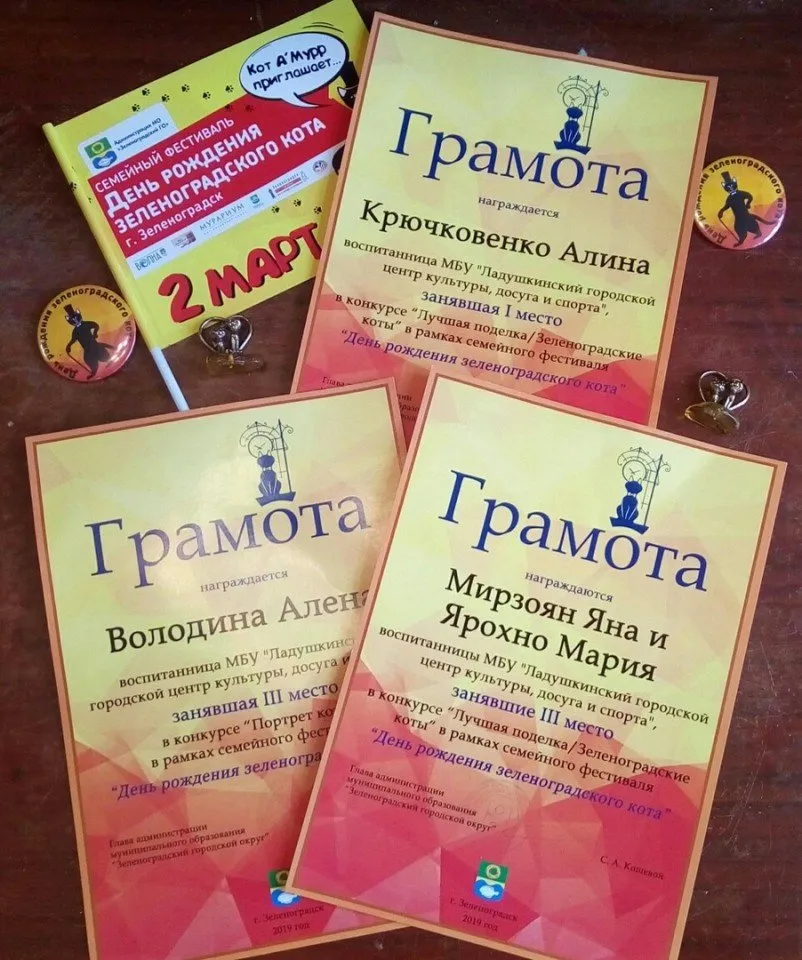 Кот А'Мурр
приглашает...
Администрация МО
"Зеленоградский ГО"
СЕМЕЙНЫЙ ФЕСТИВАЛЬ
ДЕНЬ РОЖДЕНИЯ
ЗЕЛЕНОГРАДСКОГО КОТА
г. Зеленоградск
МУРАРИУМ
2 МАРТ
День рождения зеленоградского кота
День рождения зеленоградского кота
Грамота
награждается
Крючковенко Алина
воспитанница МБУ "Ладушкинский городской
центр культуры, досуга и спорта",
занявшая I место
в конкурсе "Лучшая поделка/Зеленоградские
коты" в рамках семейного фестиваля
"День рождения зеленоградского кота"
Грамота
награждается
Володина Алена
воспитанница МБУ "Ладушкинс
городской центр культуры, досуга и
занявшая III место
в конкурсе "Портрет ко
в рамках семейного фест
"День рождения зеленогра
Глава администрации
муниципального образования
"Зеленоградский городской округ"
Грамота
награждаются
Мирзоян Яна и
Ярохно Мария
воспитанницы МБУ "Ладушкинский городской
центр культуры, досуга и спорта",
занявшие III место
в конкурсе "Лучшая поделка/Зеленоградские
коты" в рамках семейного фестиваля
"День рождения зеленоградского кота"
Глава администрации
муниципального образования
"Зеленоградский городской округ"
С. А. Кошевой
г. Зеленоградск
2019 год